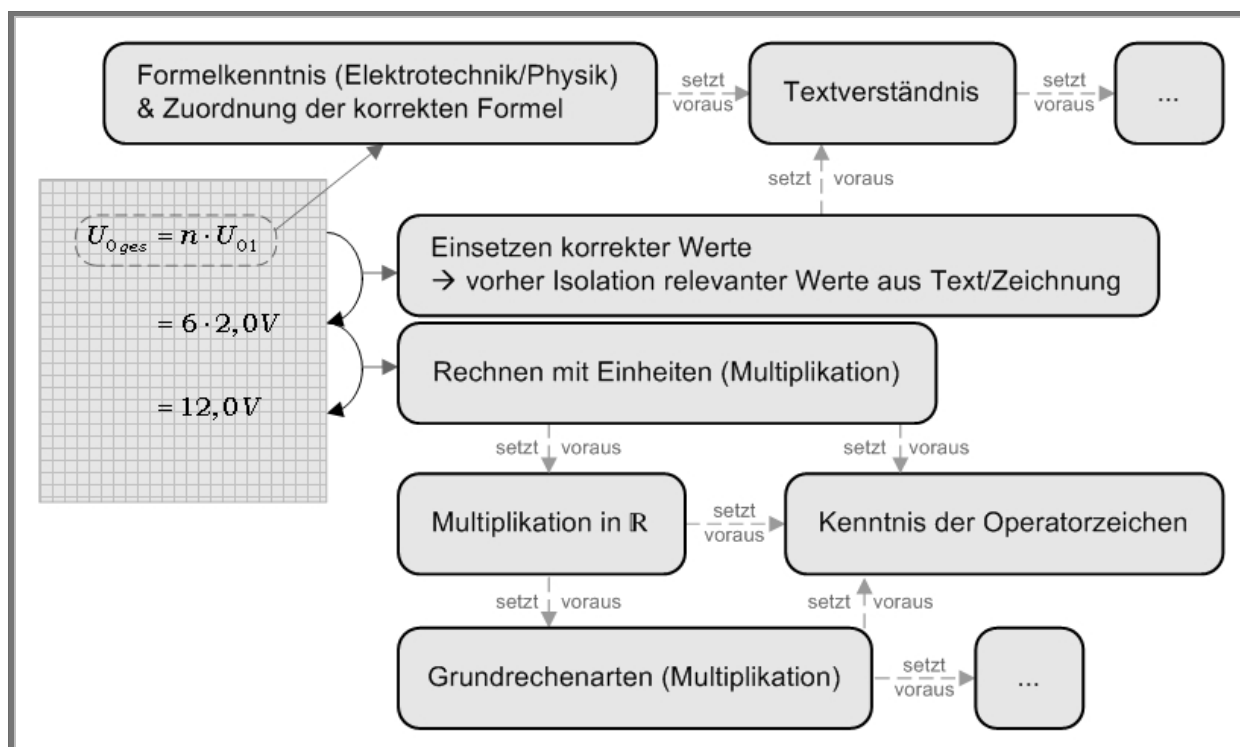 Formelkenntnis (Elektrotechnik/Physik)
& Zuordnung der korrekten Formel
setzt
voraus
Textverständnis
setzt
voraus
...
setzt voraus
U₀ ges = n · U₀₁
= 6 · 2,0V
= 12,0V
Einsetzen korrekter Werte
→ vorher Isolation relevanter Werte aus Text/Zeichnung
Rechnen mit Einheiten (Multiplikation)
setzt voraus
setzt voraus
Multiplikation in ℝ
setzt
voraus
Kenntnis der Operatorzeichen
setzt voraus
setzt voraus
Grundrechenarten (Multiplikation)
setzt
voraus
...